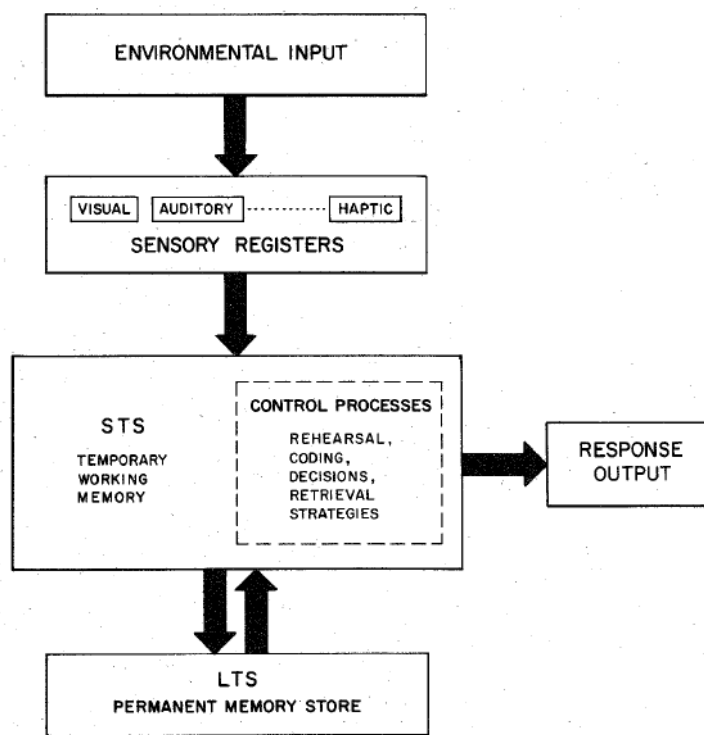 ENVIRONMENTAL INPUT
VISUAL AUDITORY HAPTIC
SENSORY REGISTERS
STS
TEMPORARY
WORKING
MEMORY
CONTROL PROCESSES
REHEARSAL,
CODING,
DECISIONS,
RETRIEVAL
STRATEGIES
RESPONSE
OUTPUT
LTS
PERMANENT MEMORY STORE